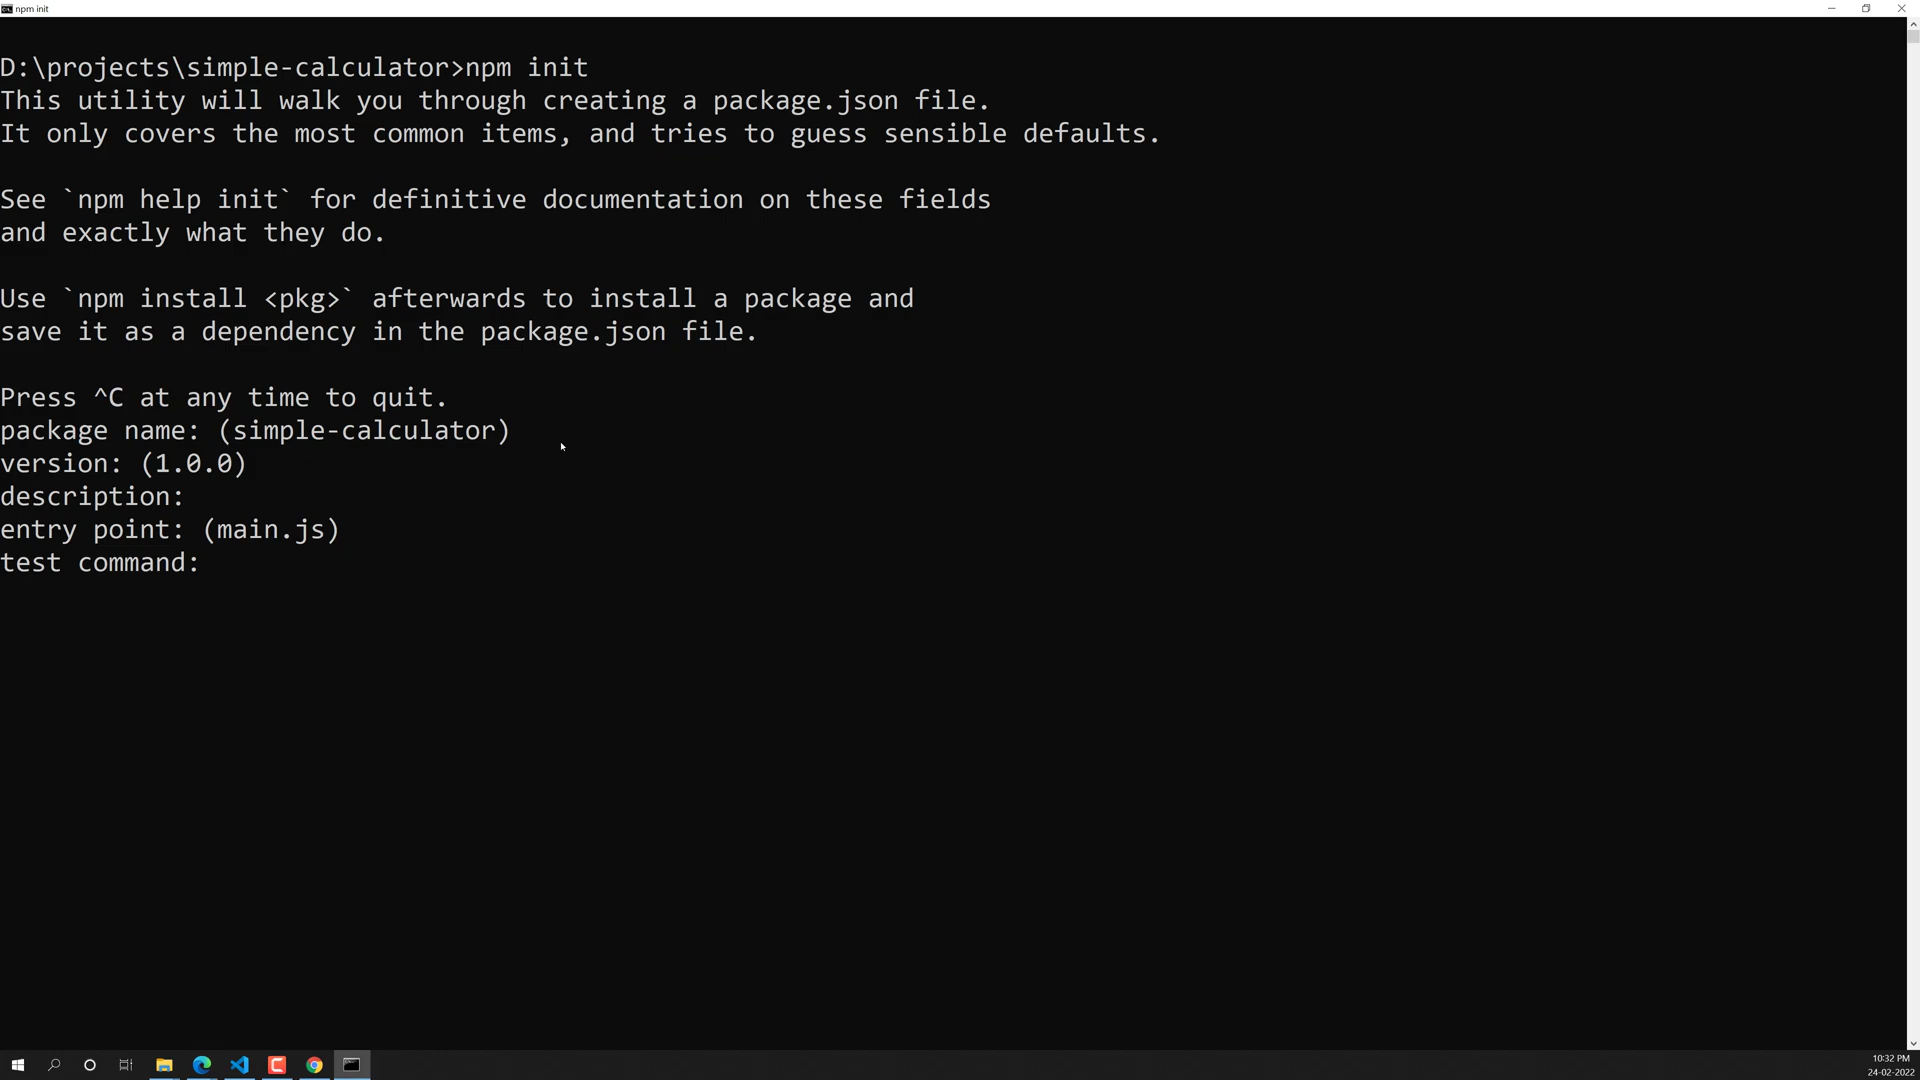 npm init
D:\projects\simple-calculator>npm init
This utility will walk you through creating a package.json file.
It only covers the most common items, and tries to guess sensible defaults.
See `npm help init` for definitive documentation on these fields
and exactly what they do.
Use `npm install <pkg>` afterwards to install a package and
save it as a dependency in the package.json file.
Press ^C at any time to quit.
package name: (simple-calculator)
version: (1.0.0)
description:
entry point: (main.js)
test command:
10:32 PM
24-02-2022